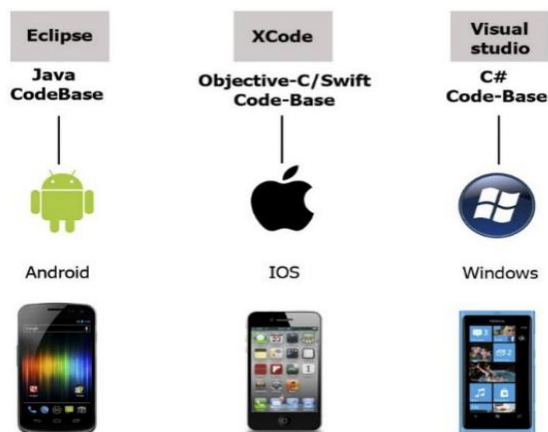 Eclipse
XCode
Visual
studio
Java
CodeBase
Objective-C/Swift
Code-Base
C#
Code-Base
Android
IOS
Windows